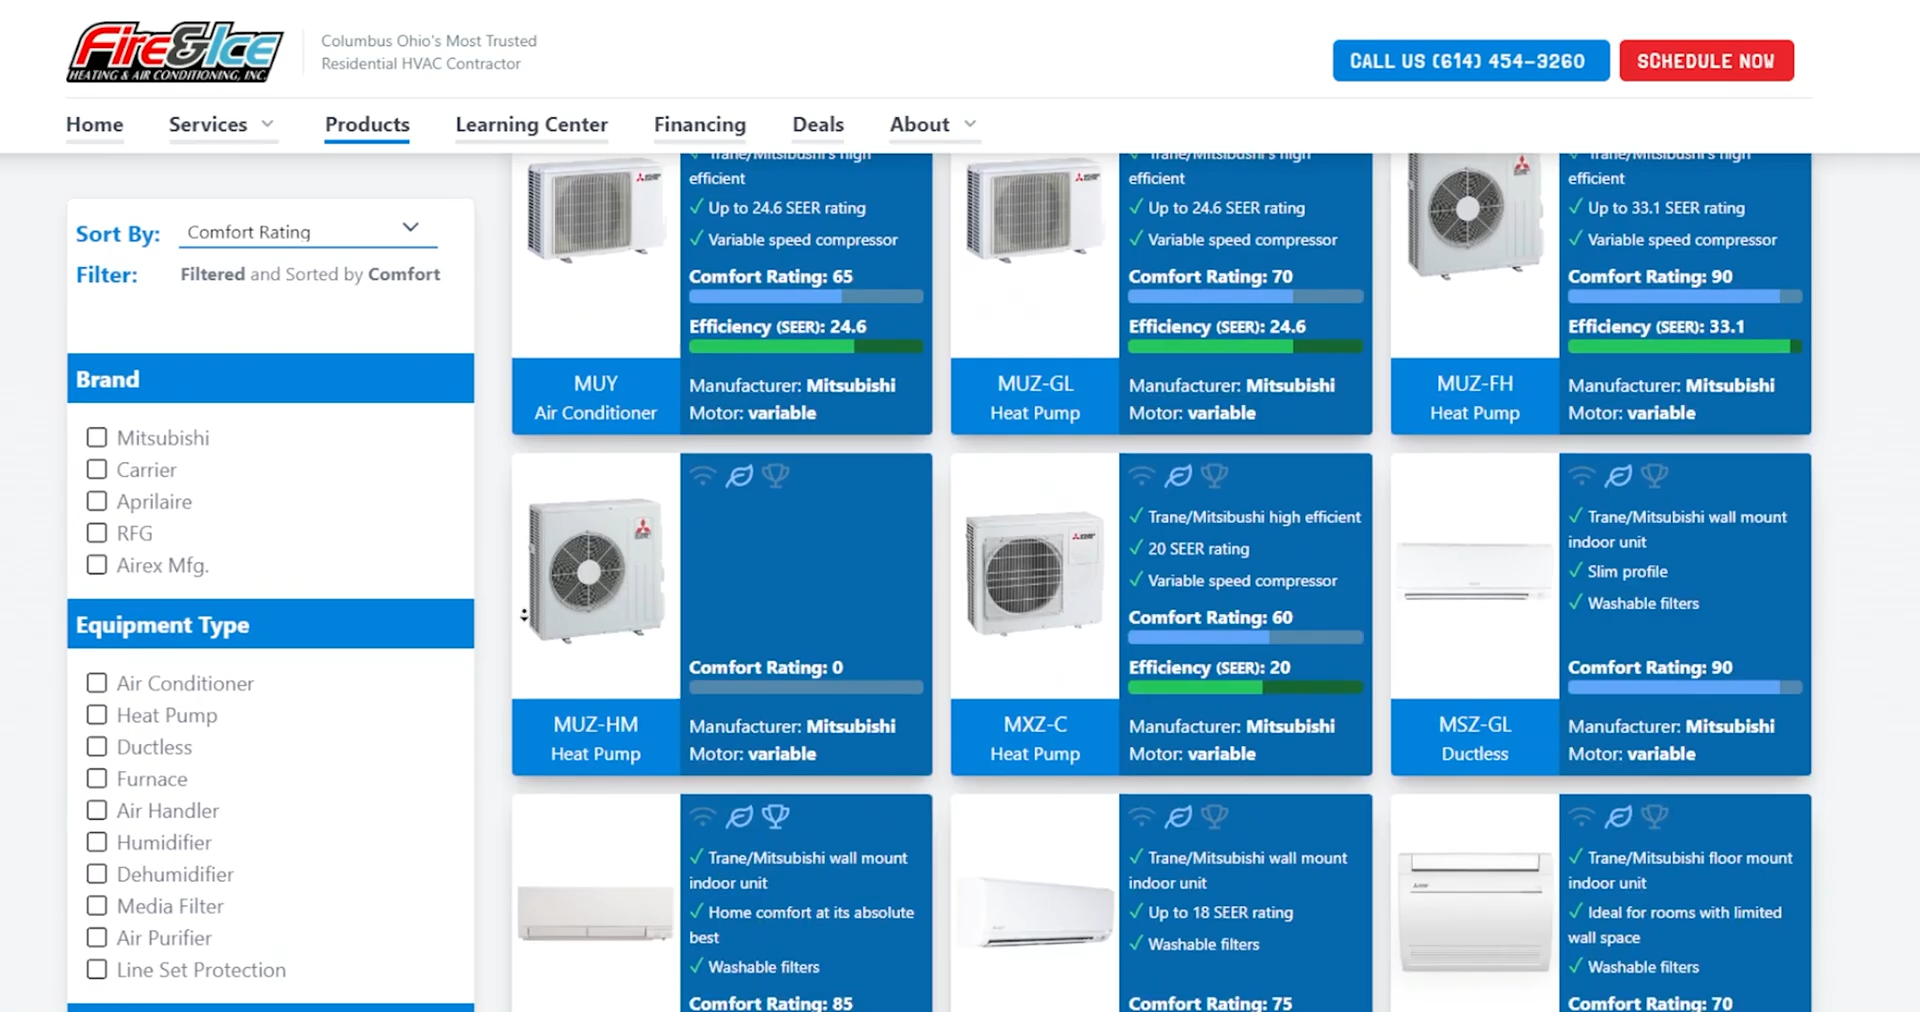 Fire&Ice
HEATING & AIR CONDITIONING, INC.
Columbus Ohio's Most Trusted
Residential HVAC Contractor
CALL US (614) 454-3260
SCHEDULE NOW
Home
Services
Products
Learning Center
Financing
Deals
About
Sort By:
Comfort Rating
Filter:
Filtered and Sorted by Comfort
Brand
Mitsubishi
Carrier
Aprilaire
RFG
Airex Mfg.
Equipment Type
Air Conditioner
Heat Pump
Ductless
Furnace
Air Handler
Humidifier
Dehumidifier
Media Filter
Air Purifier
Line Set Protection
Trane/Mitsibushi's high
efficient
✓ Up to 24.6 SEER rating
✓ Variable speed compressor
Comfort Rating: 65
Efficiency (SEER): 24.6
MUY
Air Conditioner
Manufacturer: Mitsubishi
Motor: variable
Trane/Mitsibushi's high
efficient
✓ Up to 24.6 SEER rating
✓ Variable speed compressor
Comfort Rating: 70
Efficiency (SEER): 24.6
MUZ-GL
Heat Pump
Manufacturer: Mitsubishi
Motor: variable
Trane/Mitsibushi's high
efficient
✓ Up to 33.1 SEER rating
✓ Variable speed compressor
Comfort Rating: 90
Efficiency (SEER): 33.1
MUZ-FH
Heat Pump
Manufacturer: Mitsubishi
Motor: variable
Comfort Rating: 0
MUZ-HM
Heat Pump
Manufacturer: Mitsubishi
Motor: variable
✓ Trane/Mitsibushi high efficient
✓ 20 SEER rating
✓ Variable speed compressor
Comfort Rating: 60
Efficiency (SEER): 20
MXZ-C
Heat Pump
Manufacturer: Mitsubishi
Motor: variable
✓ Trane/Mitsubishi wall mount
indoor unit
✓ Slim profile
✓ Washable filters
Comfort Rating: 90
MSZ-GL
Ductless
Manufacturer: Mitsubishi
Motor: variable
✓ Trane/Mitsubishi wall mount
indoor unit
✓ Home comfort at its absolute
best
✓ Washable filters
Comfort Rating: 85
✓ Trane/Mitsubishi wall mount
indoor unit
✓ Up to 18 SEER rating
✓ Washable filters
Comfort Rating: 75
✓ Trane/Mitsubishi floor mount
indoor unit
✓ Ideal for rooms with limited
wall space
✓ Washable filters
Comfort Rating: 70